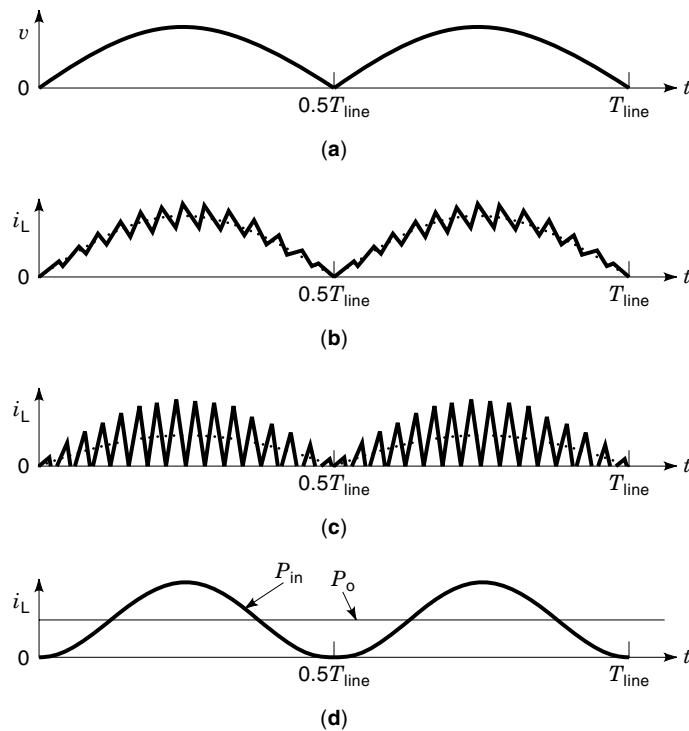 v
0
0.5T_line
T_line
t
(a)
i_L
0
0.5T_line
T_line
t
(b)
i_L
0
0.5T_line
T_line
t
(c)
P_in
P_o
i_L
0
0.5T_line
T_line
t
(d)